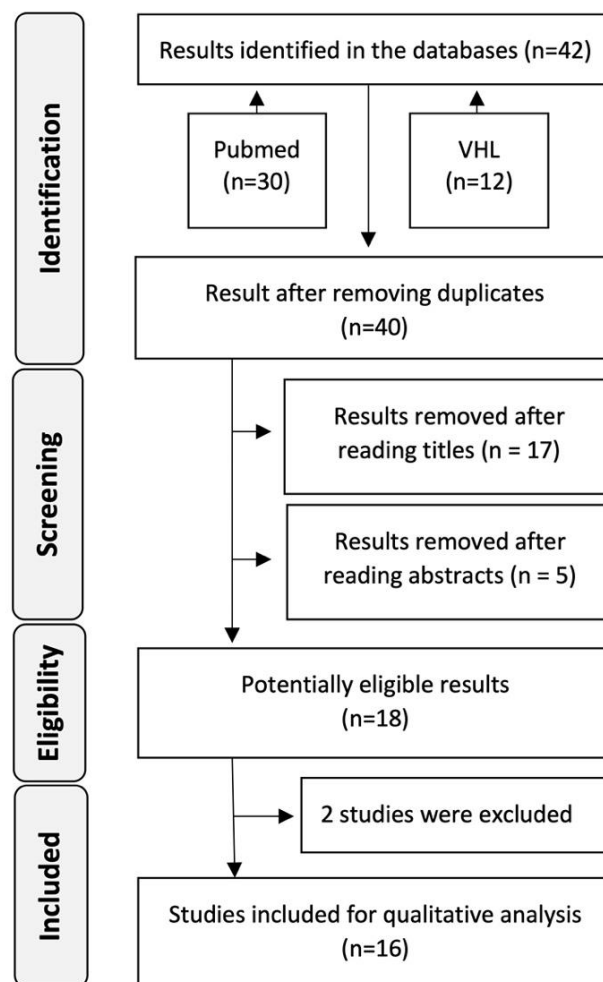 Identification
Results identified in the databases (n=42)
Pubmed
(n=30)
VHL
(n=12)
Result after removing duplicates
(n=40)
Screening
Results removed after
reading titles (n = 17)
Results removed after
reading abstracts (n = 5)
Eligibility
Potentially eligible results
(n=18)
Included
2 studies were excluded
Studies included for qualitative analysis
(n=16)